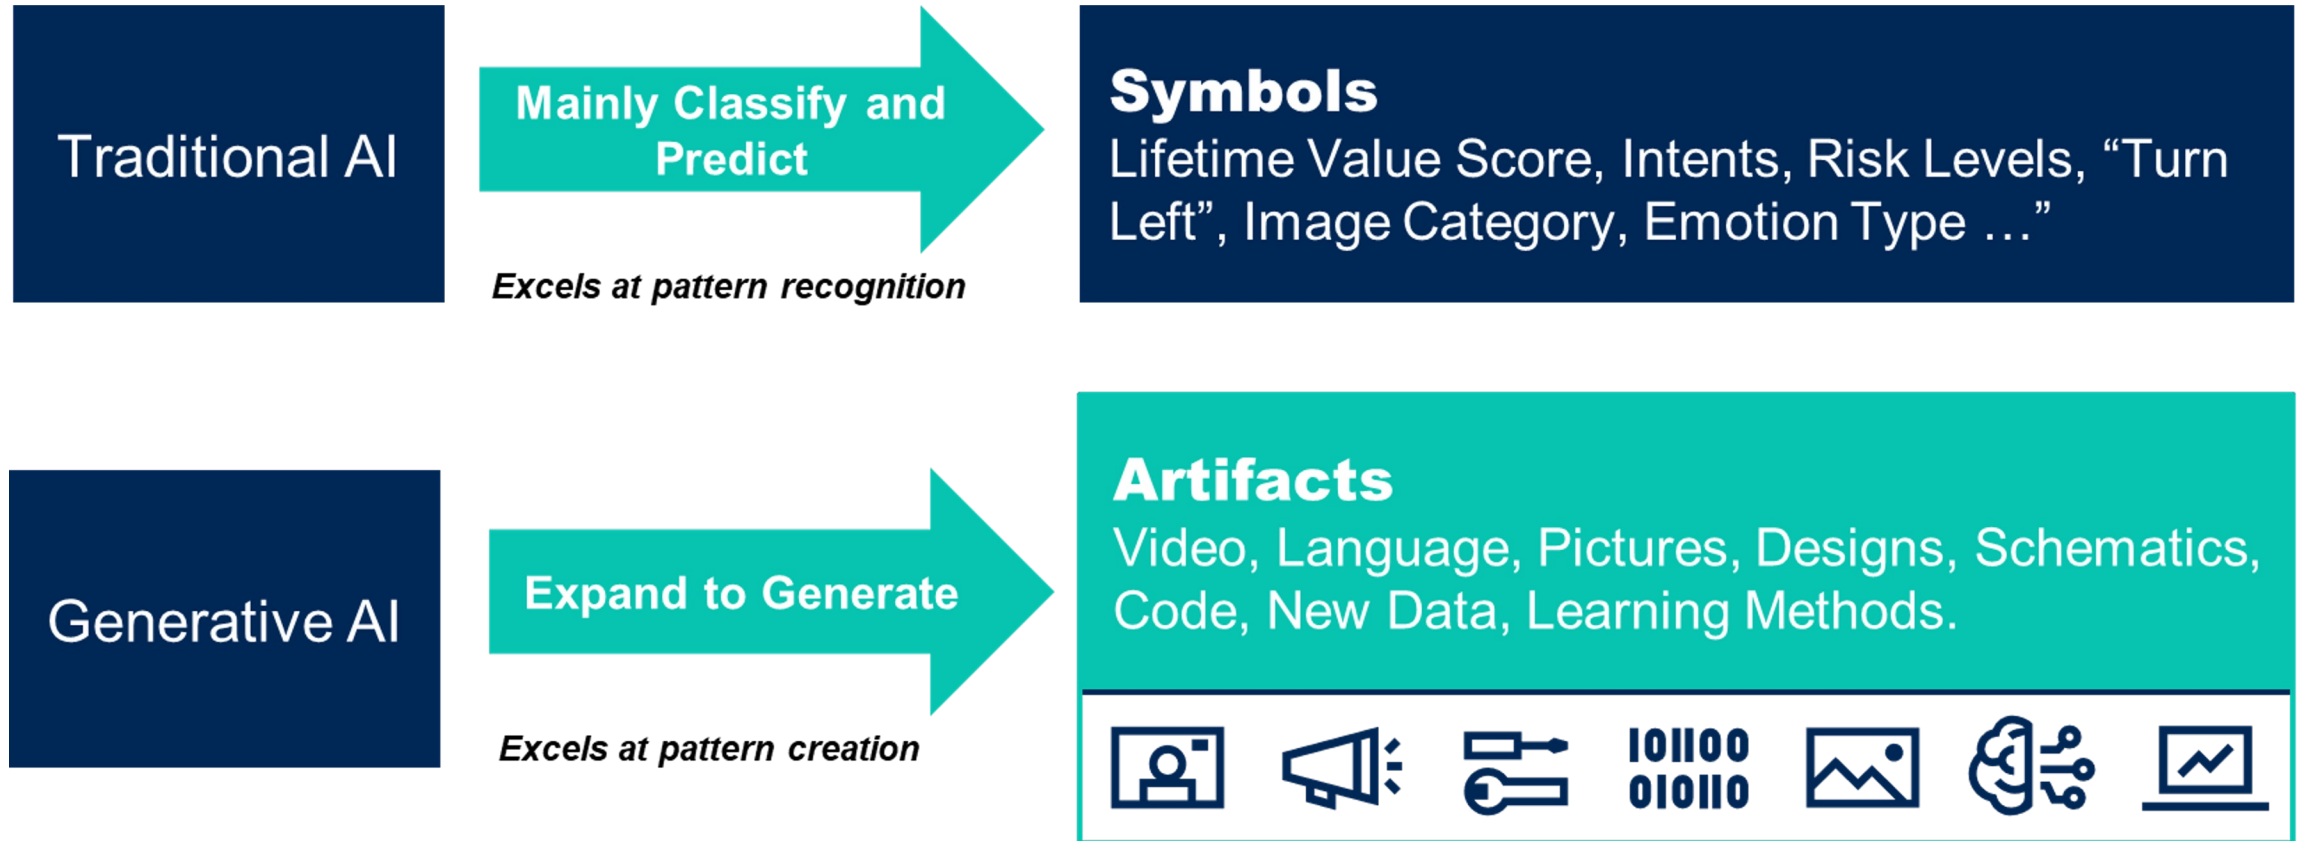 Traditional AI
Mainly Classify and
Predict
Excels at pattern recognition
Symbols
Lifetime Value Score, Intents, Risk Levels, “Turn
Left”, Image Category, Emotion Type …”
Generative AI
Expand to Generate
Excels at pattern creation
Artifacts
Video, Language, Pictures, Designs, Schematics,
Code, New Data, Learning Methods.
101100
010110